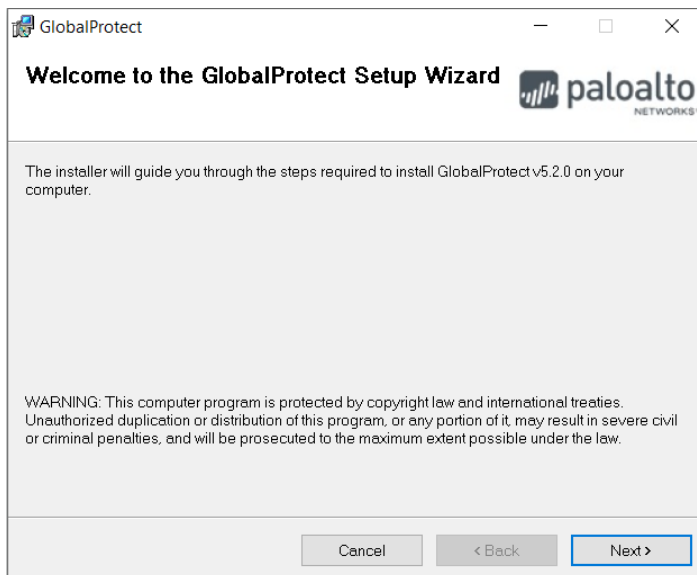 GlobalProtect
Welcome to the GlobalProtect Setup Wizard
paloalto
NETWORKS
The installer will guide you through the steps required to install GlobalProtect v5.2.0 on your
computer.
WARNING: This computer program is protected by copyright law and international treaties.
Unauthorized duplication or distribution of this program, or any portion of it, may result in severe civil
or criminal penalties, and will be prosecuted to the maximum extent possible under the law.
Cancel
< Back
Next >